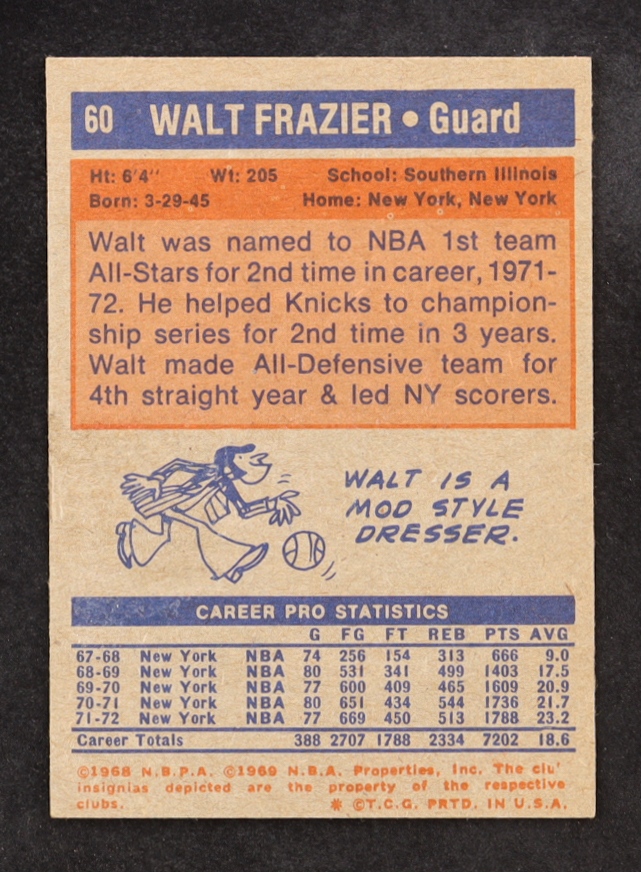 60 WALT FRAZIER • Guard
Ht: 6'4'' Wt: 205 School: Southern Illinois
Born: 3-29-45 Home: New York, New York
Walt was named to NBA 1st team
All-Stars for 2nd time in career, 1971-
72. He helped Knicks to champion-
ship series for 2nd time in 3 years.
Walt made All-Defensive team for
4th straight year & led NY scorers.
WALT IS A
MOD STYLE
DRESSER.
CAREER PRO STATISTICS
G FG FT REB PTS AVG
67-68 New York NBA 74 256 154 313 666 9.0
68-69 New York NBA 80 531 341 499 1403 17.5
69-70 New York NBA 77 600 409 465 1609 20.9
70-71 New York NBA 80 651 434 544 1736 21.7
71-72 New York NBA 77 669 450 513 1788 23.2
Career Totals 388 2707 1788 2334 7202 18.6
©1968 N.B.P.A. ©1969 N.B.A. Properties, Inc. The clu'
insignias depicted are the property of the respective
clubs. * ©T.C.G. PRTD. IN U.S.A.